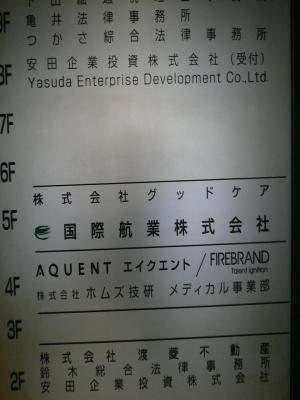 亀井法律事務所
つかさ綜合法律事務所
8F 安田企業投資株式会社(受付)
Yasuda Enterprise Development Co.,Ltd.
7F
6F
株式会社グッドケア
5F 国際航業株式会社
AQUENT エイクエント / FIREBRAND
Talent Ignition
4F 株式会社 ホムズ技研 メディカル事業部
3F
株式会社 渡菱不動産
鈴木総合法律事務所
2F 安田企業投資株式会社